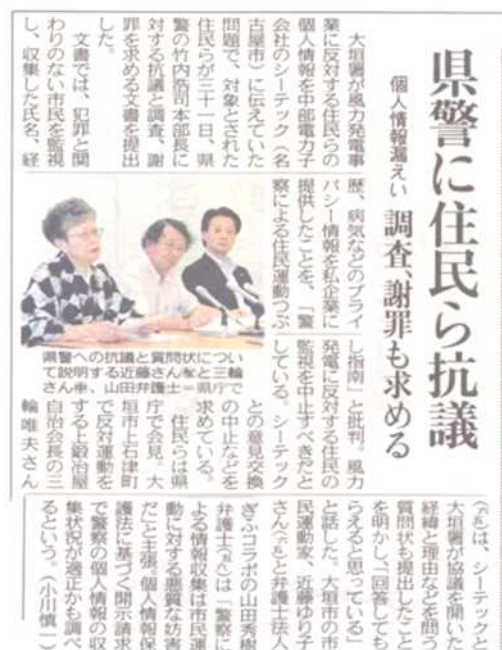 県警に住民ら抗議
個人情報漏えい
調査、謝罪も求める
大垣署が風力発電事
業に反対する住民らの
個人情報を中部電力子
会社のシーテック（名
古屋市）に伝えていた
問題で、対象とされた
住民らが三十一日、県
警の竹内浩司本部長に
対する抗議と調査、謝
罪を求める文書を提出
した。
文書では、犯罪と関
わりのない市民を監視
し、収集した氏名、経
歴、病気などのプライ
バシー情報を私企業に
提供したことを、「警
察による住民運動つぶ
し指南」と批判。風力
発電に反対する住民の
監視を中止すべきだと
している。シーテック
との意見交換
の中止などを
求めている。
住民らは県
庁で会見。大
垣市上石津町
で反対運動を
する上鍛治屋
自治会長の三
輪唯夫さん
県警への抗議と質問状につい
て説明する近藤さん㊧と三輪
さん㊥、山田弁護士＝県庁で
は、シーテックと
大垣署が協議を開いた
経緯と理由などを問う
質問状も提出したこと
を明かし、「回答しても
らえると思っている」
と話した。大垣市の市
民運動家、近藤ゆり子
さんと弁護士法人
ぎふコラボの山田秀樹
弁護士は「警察に
よる情報収集は市民運
動に対する悪質な妨害
だ」と主張。個人情報保
護法に基づく開示請求
で警察の個人情報の収
集状況が適正かも調べ
るという。（小川慎一）